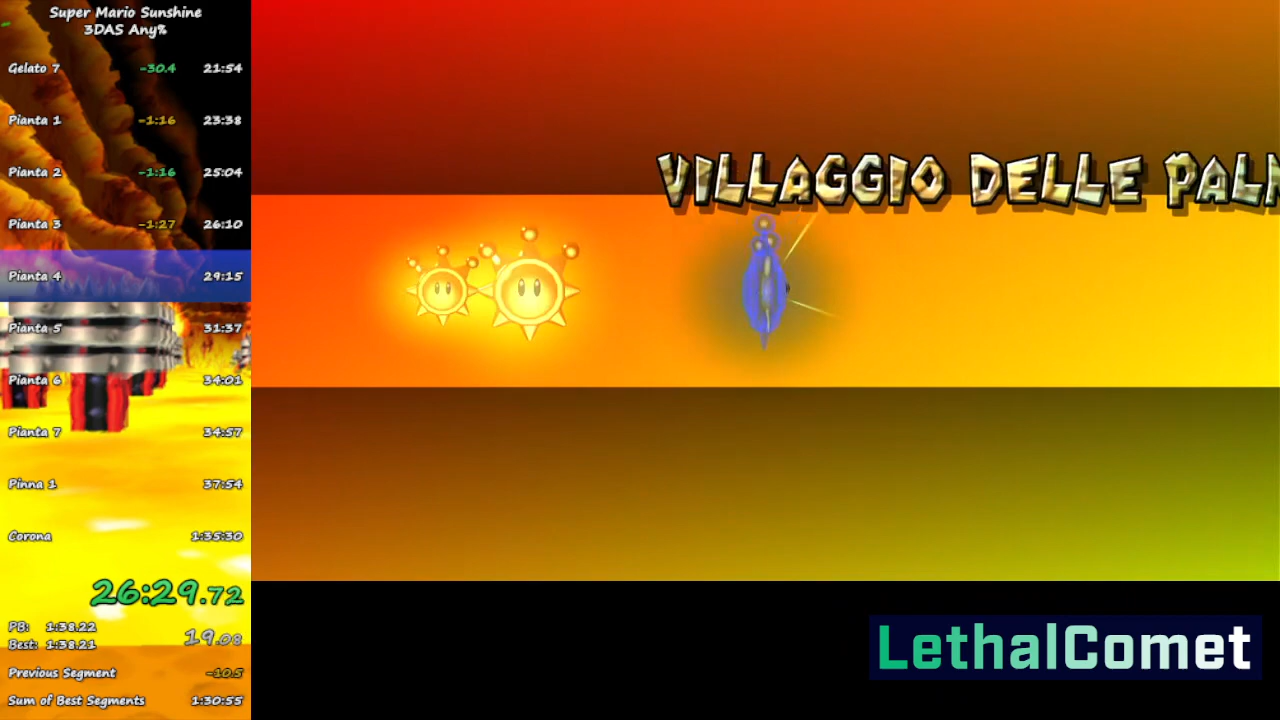 Super Mario Sunshine
3DAS Any%
Gelato 7 -30.4 21:54
Pianta 1 -1:16 23:38
Pianta 2 -1:16 25:04
Pianta 3 -1:27 26:10
Pianta 4 29:15
Pianta 5 31:37
Pianta 6 34:01
Pianta 7 34:57
Pinna 1 37:54
Corona 1:35:30
26:29.72
PB: 1:38.22
19.08
Best: 1:38.21
Previous Segment -10.5
Sum of Best Segments 1:30:55
VILLAGGIO DELLE PALM
LethalComet